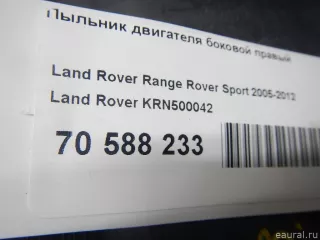 Пыльник двигателя боковой правый
Land Rover Range Rover Sport 2005-2012
Land Rover KRN500042
70 588 233
eaural.ru